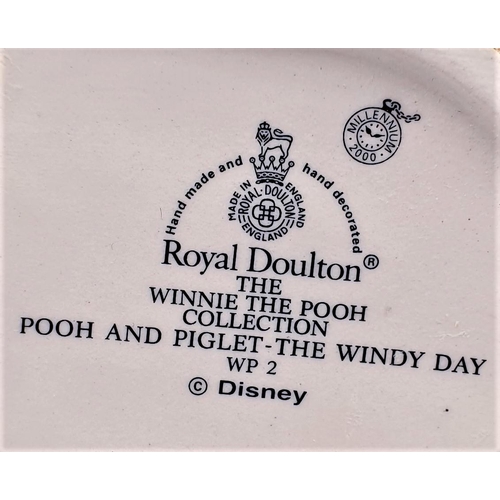 · MILLENNIUM ·
2000
Hand made and hand decorated
MADE IN ENGLAND
ROYAL · DOULTON
ENGLAND
Royal Doulton®
THE
WINNIE THE POOH
COLLECTION
POOH AND PIGLET-THE WINDY DAY
WP 2
© Disney